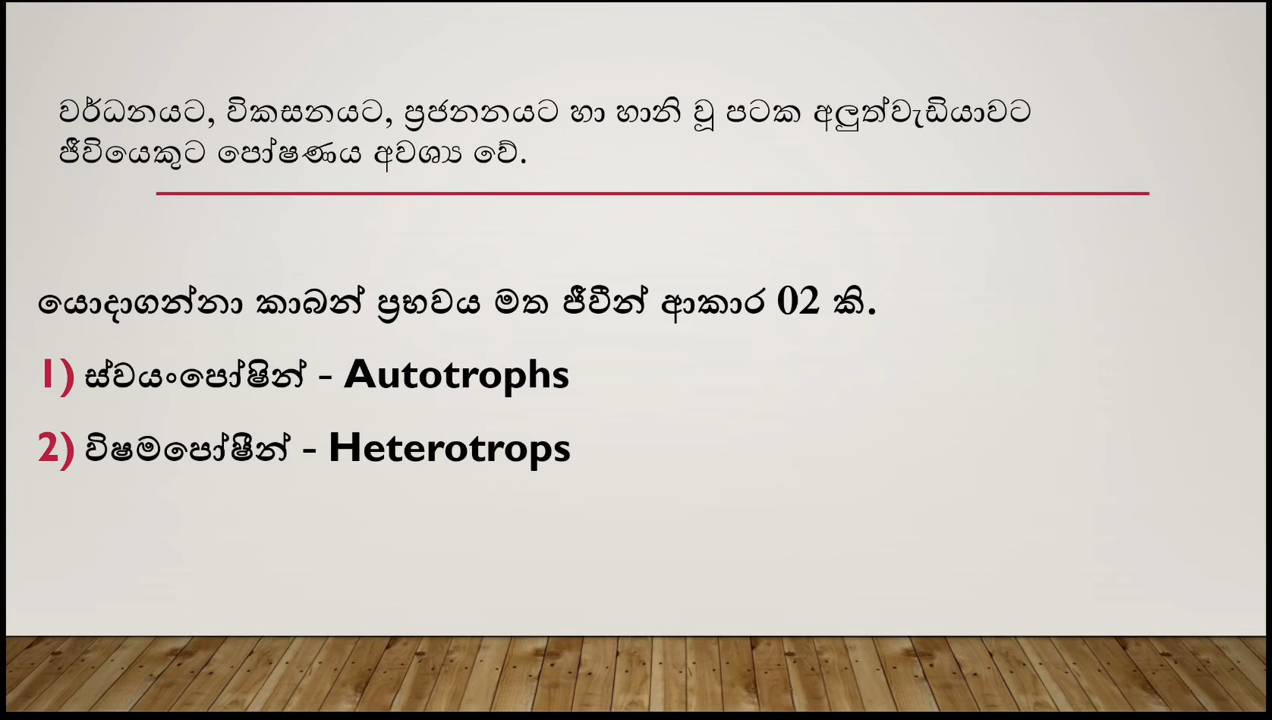 වර්ධනයට, විකසනයට, ප්‍රජනනයට හා හානි වූ පටක අලුත්වැඩියාවට
ජීවියෙකුට පෝෂණය අවශ්‍ය වේ.
යොදාගන්නා කාබන් ප්‍රභවය මත ජීවීන් ආකාර 02 කි.
1) ස්වයංපෝෂින් - Autotrophs
2) විෂමපෝෂීන් - Heterotrops